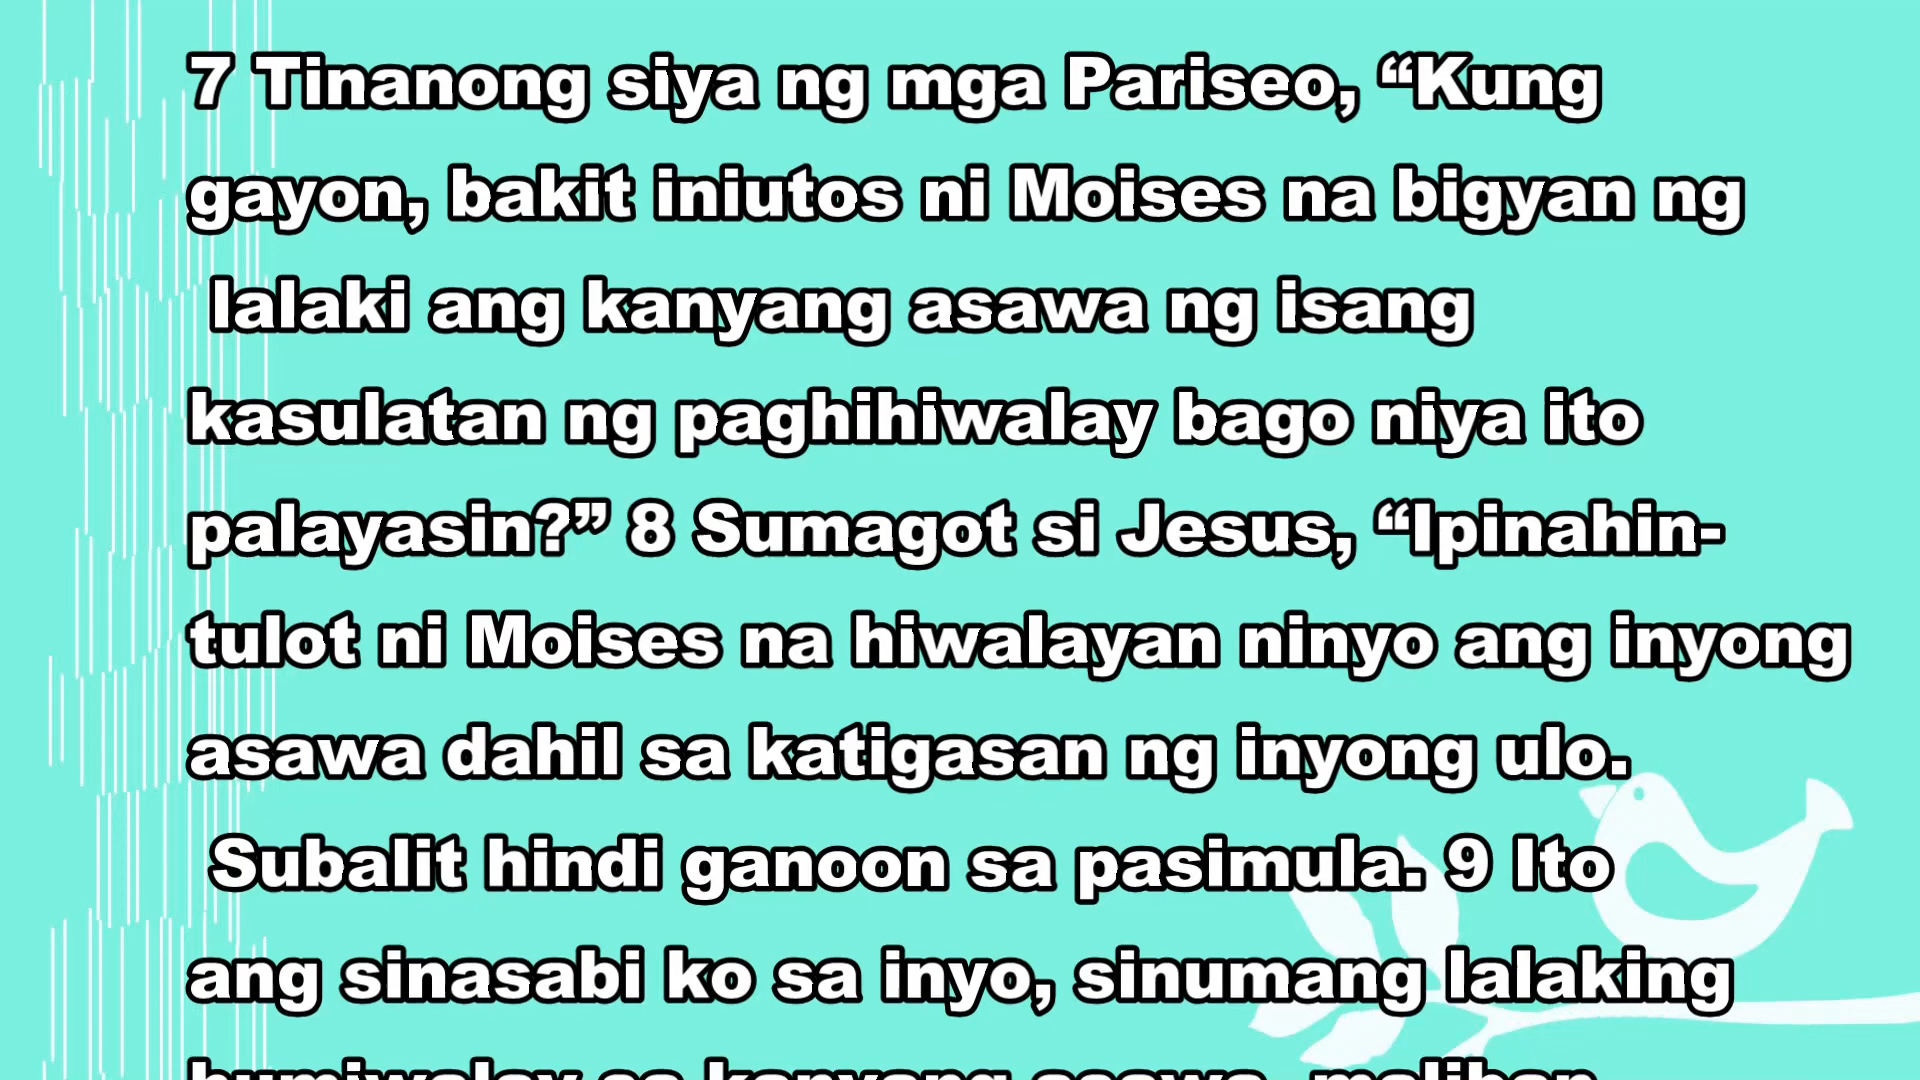 7 Tinanong siya ng mga Pariseo, “Kung
gayon, bakit iniutos ni Moises na bigyan ng
lalaki ang kanyang asawa ng isang
kasulatan ng paghihiwalay bago niya ito
palayasin?” 8 Sumagot si Jesus, “Ipinahin-
tulot ni Moises na hiwalayan ninyo ang inyong
asawa dahil sa katigasan ng inyong ulo.
Subalit hindi ganoon sa pasimula. 9 Ito
ang sinasabi ko sa inyo, sinumang lalaking